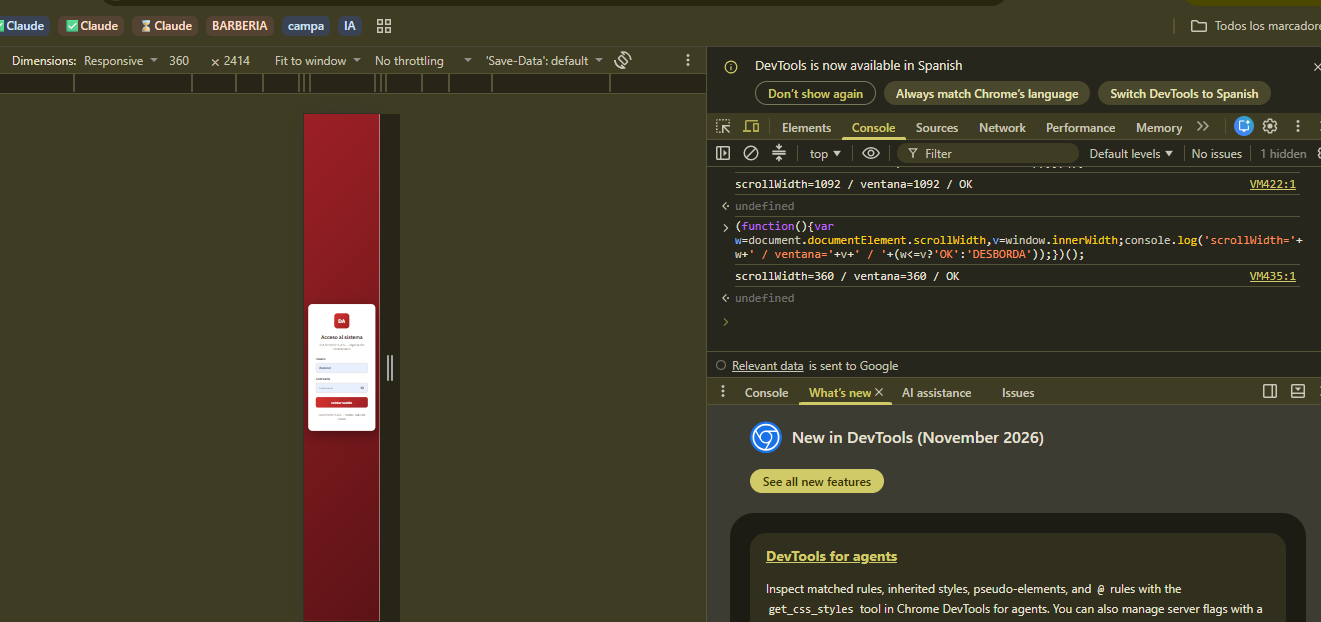 Claude
Claude
Claude
BARBERIA
campa
IA
Todos los marcadore
Dimensions: Responsive 360 × 2414 Fit to window No throttling 'Save-Data': default
DevTools is now available in Spanish
Don't show again
Always match Chrome's language
Switch DevTools to Spanish
Elements Console Sources Network Performance Memory
top Filter Default levels No issues 1 hidden
scrollWidth=1092 / ventana=1092 / OK VM422:1
undefined
(function(){var
w=document.documentElement.scrollWidth,v=window.innerWidth;console.log('scrollWidth='+
w+' / ventana='+v+' / '+(w<=v?'OK':'DESBORDA'));})();
scrollWidth=360 / ventana=360 / OK VM435:1
undefined
DA
Acceso al sistema
Relevant data is sent to Google
Console What's new AI assistance Issues
New in DevTools (November 2026)
See all new features
DevTools for agents
Inspect matched rules, inherited styles, pseudo-elements, and @ rules with the
get_css_styles tool in Chrome DevTools for agents. You can also manage server flags with a